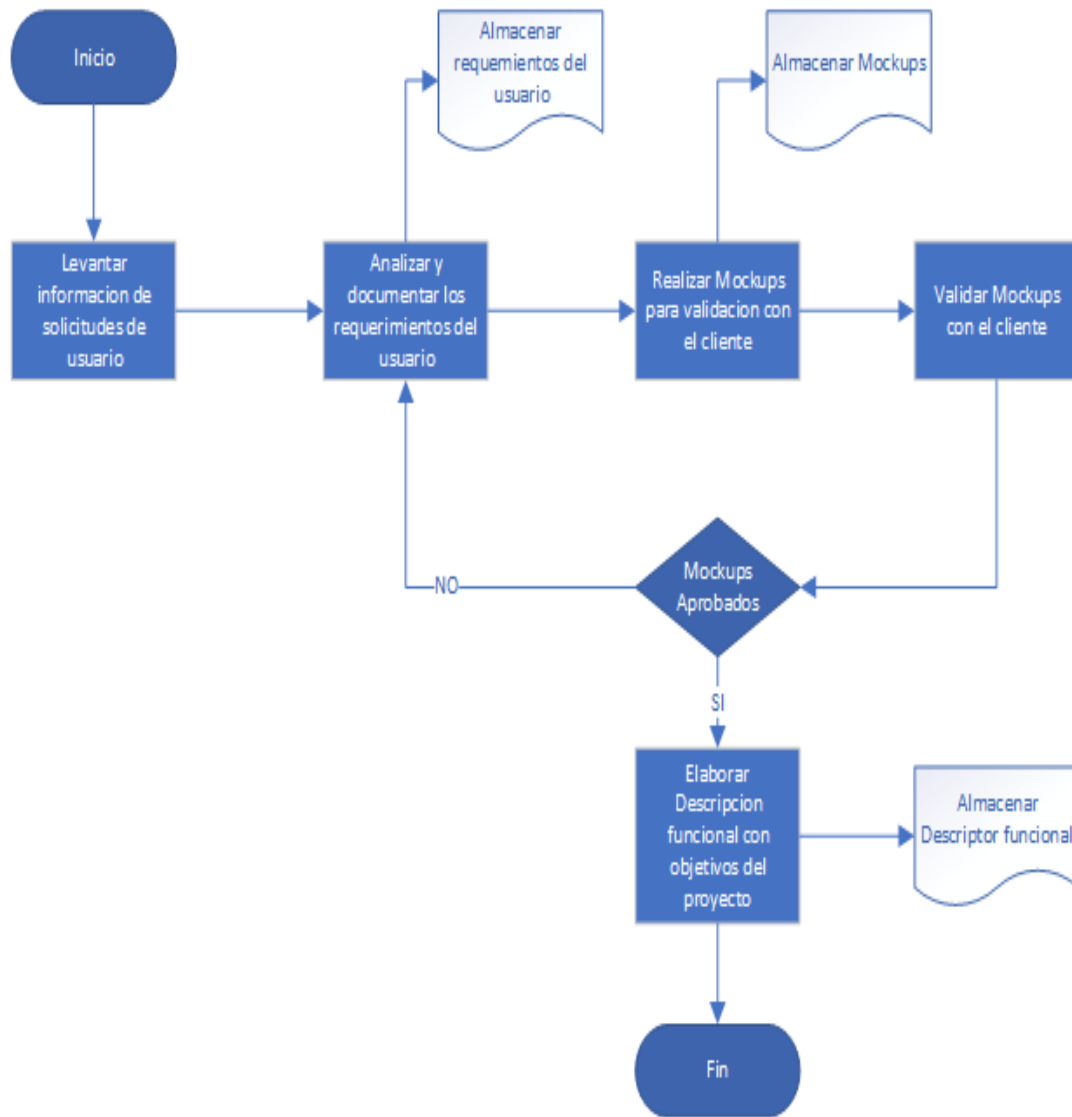 Inicio
Almacenar
requemientos del
usuario
Almacenar Mockups
Levantar
informacion de
solicitudes de
usuario
Analizar y
documentar los
requerimientos del
usuario
Realizar Mockups
para validacion con
el cliente
Validar Mockups
con el cliente
Mockups
Aprobados
NO
SI
Elaborar
Descripcion
funcional con
objetivos del
proyecto
Almacenar
Descriptor funcional
Fin